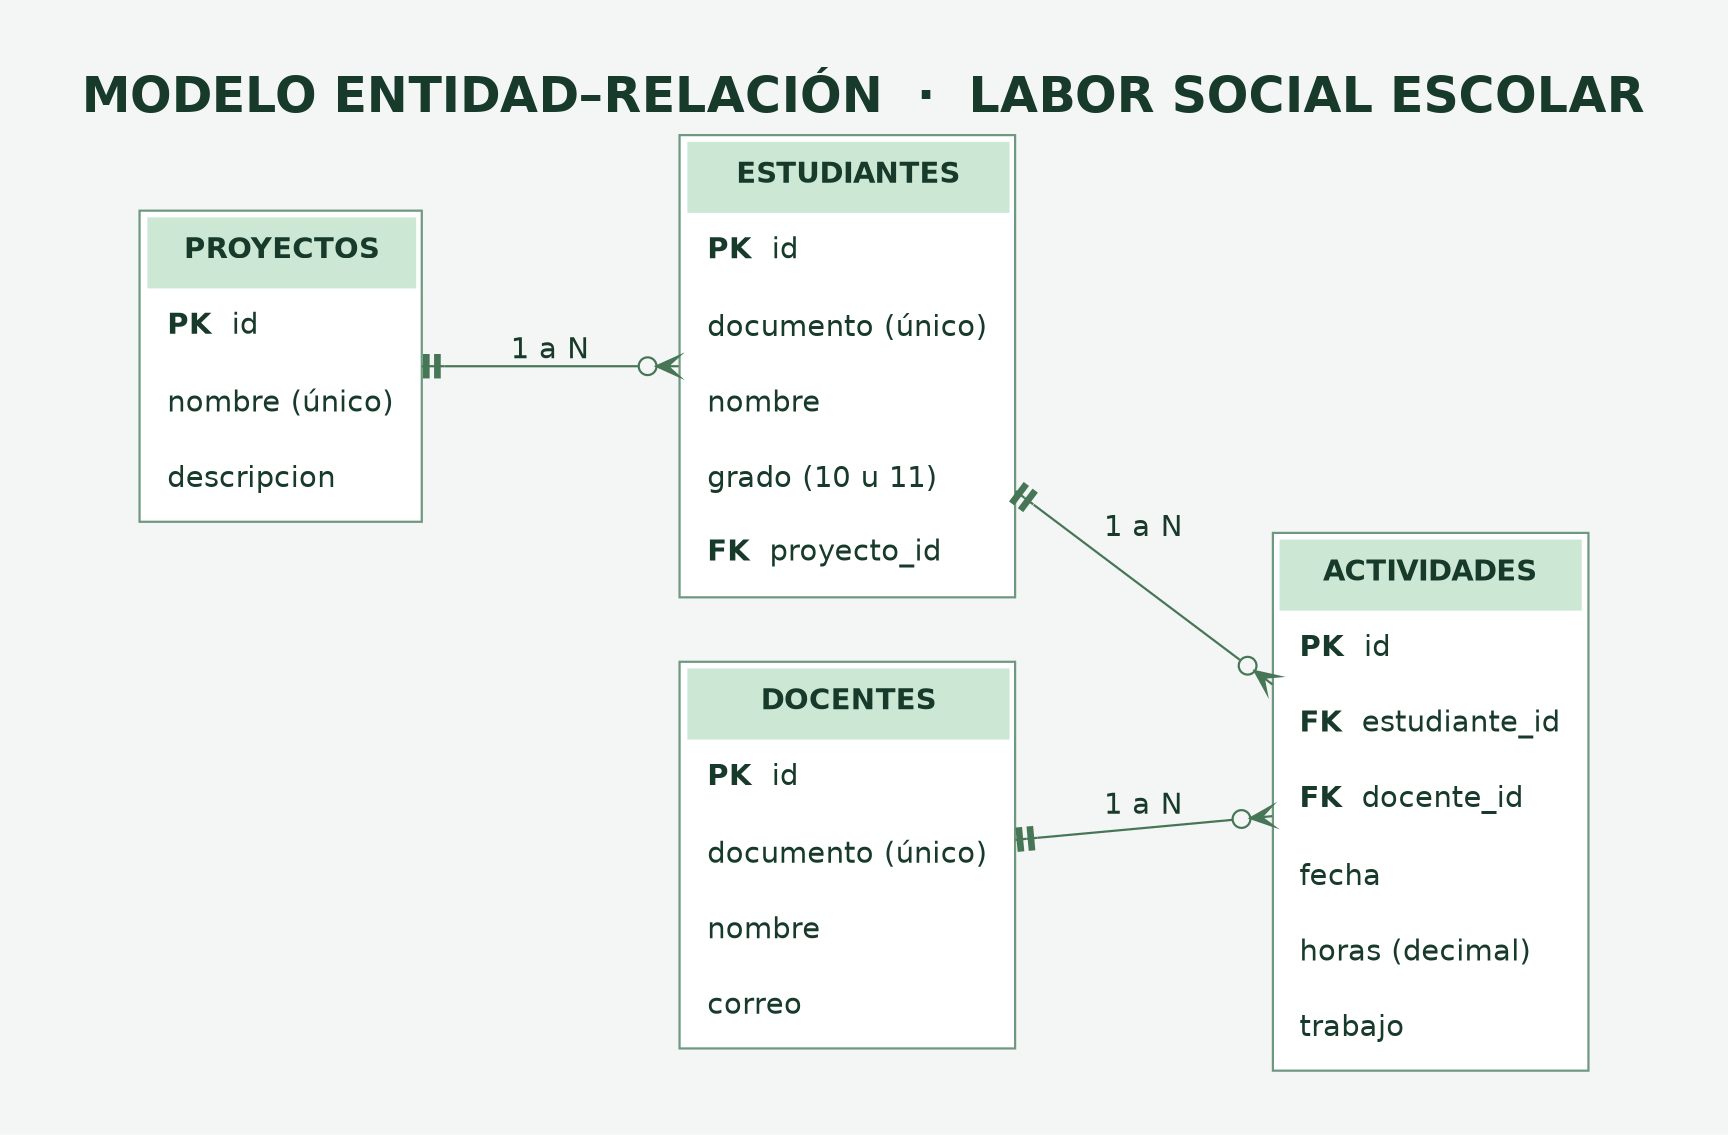 MODELO ENTIDAD–RELACIÓN · LABOR SOCIAL ESCOLAR
PROYECTOS
PK id
nombre (único)
descripcion
1 a N
ESTUDIANTES
PK id
documento (único)
nombre
grado (10 u 11)
FK proyecto_id
1 a N
DOCENTES
PK id
documento (único)
nombre
correo
1 a N
ACTIVIDADES
PK id
FK estudiante_id
FK docente_id
fecha
horas (decimal)
trabajo